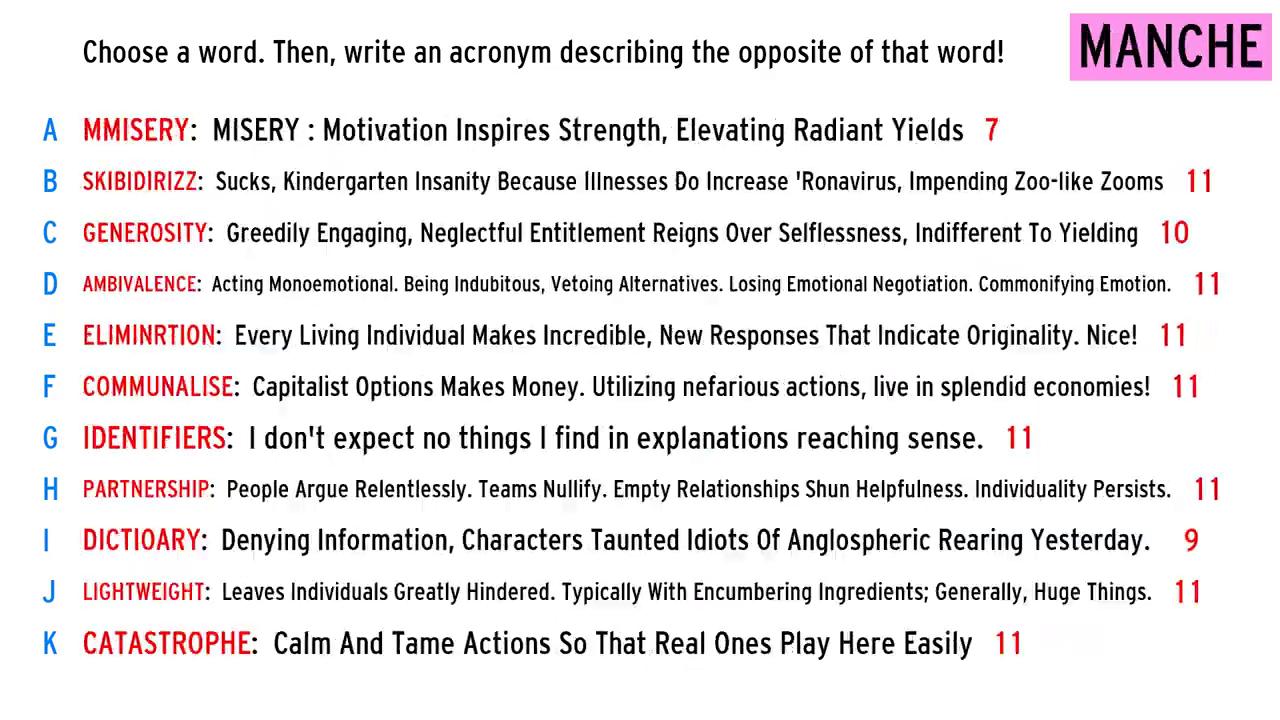 Choose a word. Then, write an acronym describing the opposite of that word!
MANCHE
A MMISERY: MISERY : Motivation Inspires Strength, Elevating Radiant Yields 7
B SKIBIDIRIZZ: Sucks, Kindergarten Insanity Because Illnesses Do Increase 'Ronavirus, Impending Zoo-like Zooms 11
C GENEROSITY: Greedily Engaging, Neglectful Entitlement Reigns Over Selflessness, Indifferent To Yielding 10
D AMBIVALENCE: Acting Monoemotional. Being Indubitous, Vetoing Alternatives. Losing Emotional Negotiation. Commonifying Emotion. 11
E ELIMINRTION: Every Living Individual Makes Incredible, New Responses That Indicate Originality. Nice! 11
F COMMUNALISE: Capitalist Options Makes Money. Utilizing nefarious actions, live in splendid economies! 11
G IDENTIFIERS: I don't expect no things I find in explanations reaching sense. 11
H PARTNERSHIP: People Argue Relentlessly. Teams Nullify. Empty Relationships Shun Helpfulness. Individuality Persists. 11
I DICTIOARY: Denying Information, Characters Taunted Idiots Of Anglospheric Rearing Yesterday. 9
J LIGHTWEIGHT: Leaves Individuals Greatly Hindered. Typically With Encumbering Ingredients; Generally, Huge Things. 11
K CATASTROPHE: Calm And Tame Actions So That Real Ones Play Here Easily 11